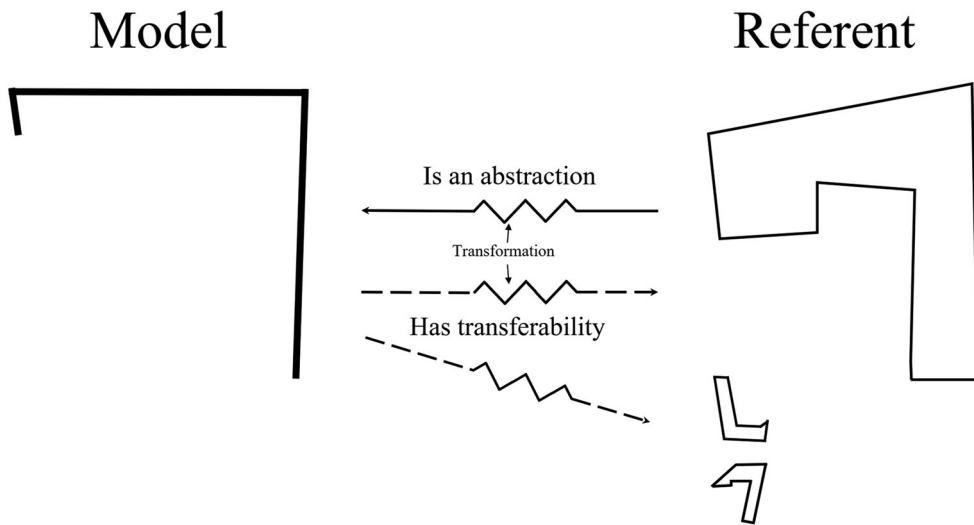 Model
Referent
Is an abstraction
Transformation
Has transferability